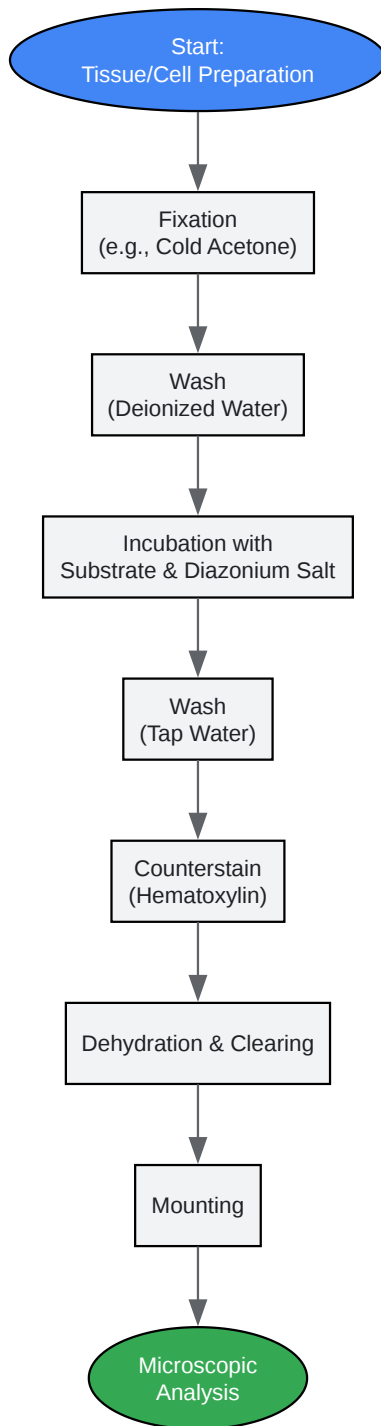 Start:
Tissue/Cell Preparation
Fixation
(e.g., Cold Acetone)
Wash
(Deionized Water)
Incubation with
Substrate & Diazonium Salt
Wash
(Tap Water)
Counterstain
(Hematoxylin)
Dehydration & Clearing
Mounting
Microscopic
Analysis